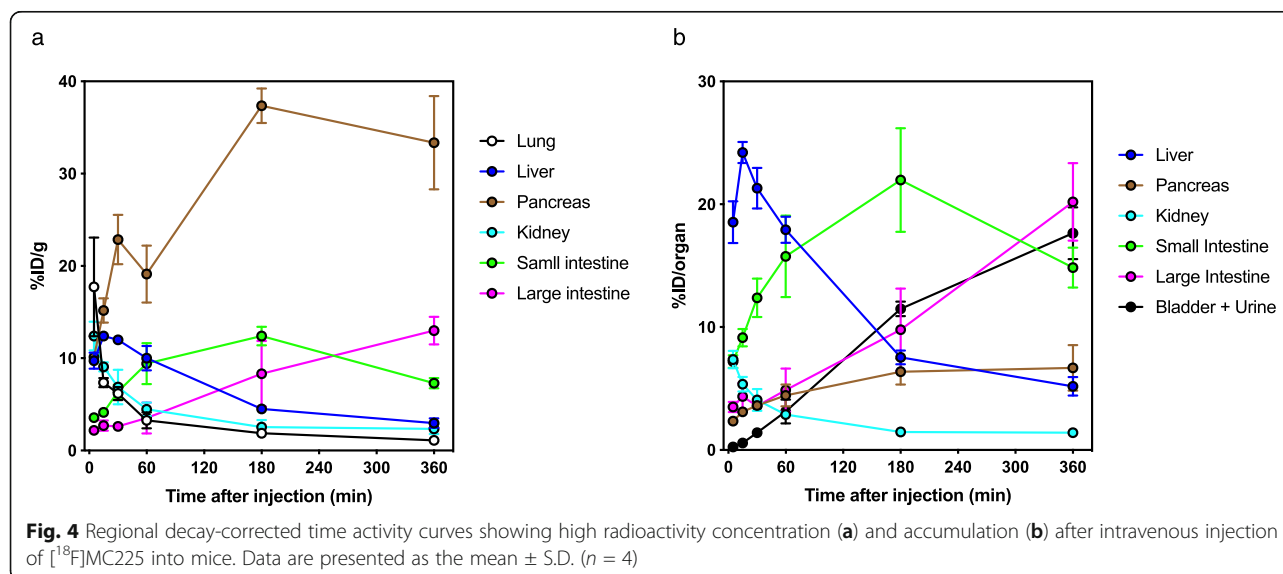 a
40
30
20
10
0
%ID/g
0 60 120 180 240 300 360
Time after injection (min)
Lung
Liver
Pancreas
Kidney
Samll intestine
Large intestine
b
30
20
10
0
%ID/organ
0 60 120 180 240 300 360
Time after injection (min)
Liver
Pancreas
Kidney
Small Intestine
Large Intestine
Bladder + Urine
Fig. 4 Regional decay-corrected time activity curves showing high radioactivity concentration (a) and accumulation (b) after intravenous injection
of [18F]MC225 into mice. Data are presented as the mean ± S.D. (n = 4)